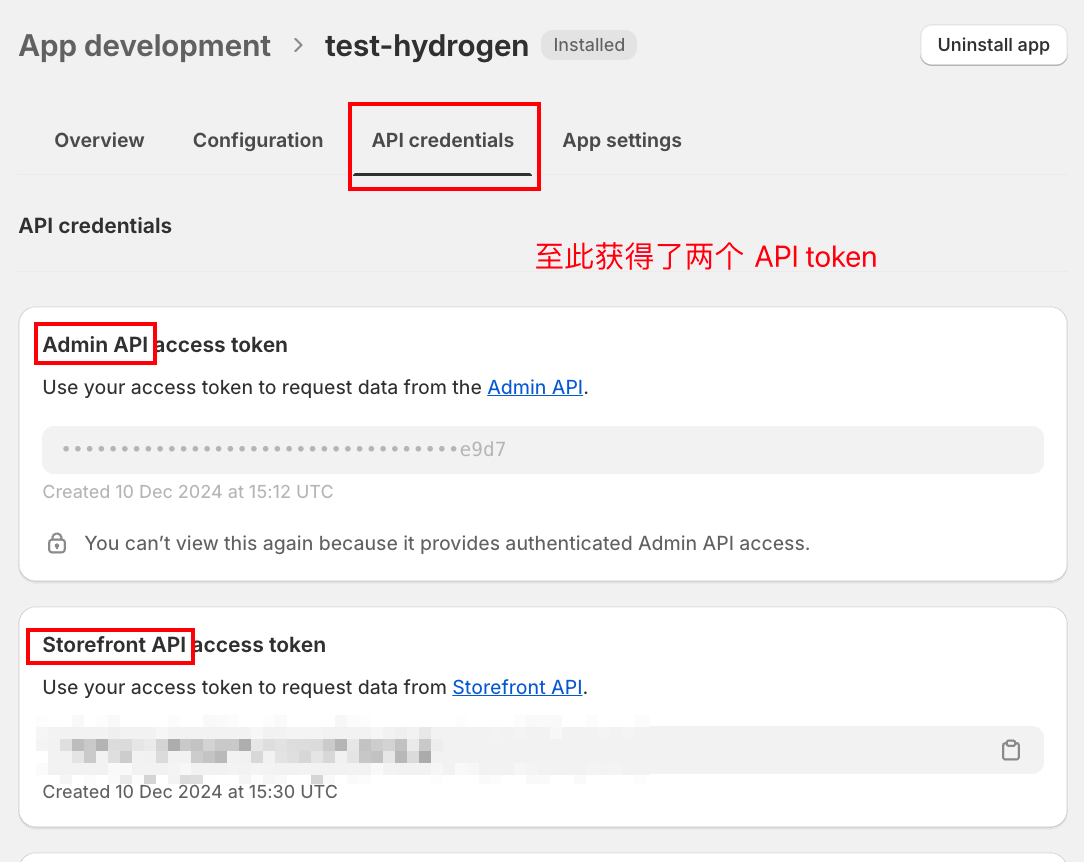 App development > test-hydrogen Installed Uninstall app
Overview Configuration API credentials App settings
API credentials
至此获得了两个 API token
Admin API access token
Use your access token to request data from the Admin API.
•••••••••••••••••••••••••••••••••e9d7
Created 10 Dec 2024 at 15:12 UTC
You can’t view this again because it provides authenticated Admin API access.
Storefront API access token
Use your access token to request data from Storefront API.
Created 10 Dec 2024 at 15:30 UTC